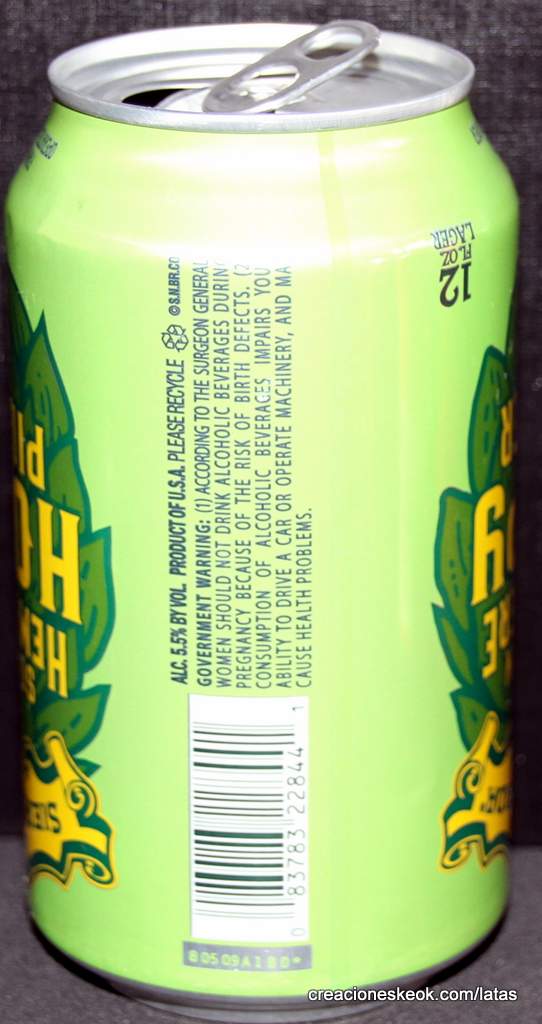 ALC. 5.5% BY VOL. PRODUCT OF U.S.A. PLEASE RECYCLE © S.N.BR.CO
GOVERNMENT WARNING: (1) ACCORDING TO THE SURGEON GENERAL
WOMEN SHOULD NOT DRINK ALCOHOLIC BEVERAGES DURING
PREGNANCY BECAUSE OF THE RISK OF BIRTH DEFECTS. (2
CONSUMPTION OF ALCOHOLIC BEVERAGES IMPAIRS YOU
ABILITY TO DRIVE A CAR OR OPERATE MACHINERY, AND MA
CAUSE HEALTH PROBLEMS.
0 83783 22844 1
80509A180
12
FL.OZ.
LAGER
creacioneskeok.com/latas